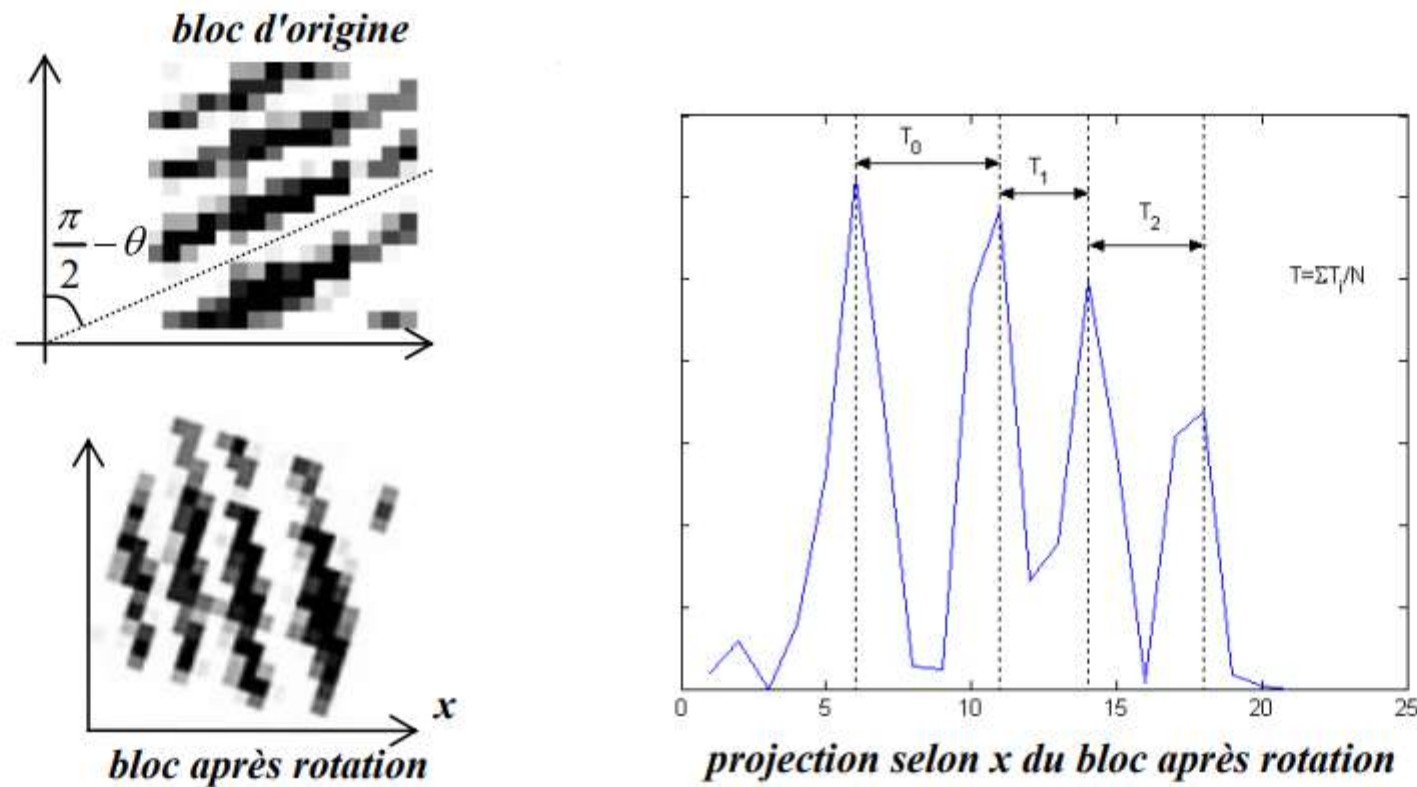 bloc d'origine
π/2 − θ
x
bloc après rotation
T₀
T₁
T₂
T=ΣTᵢ/N
0 5 10 15 20 25
projection selon x du bloc après rotation